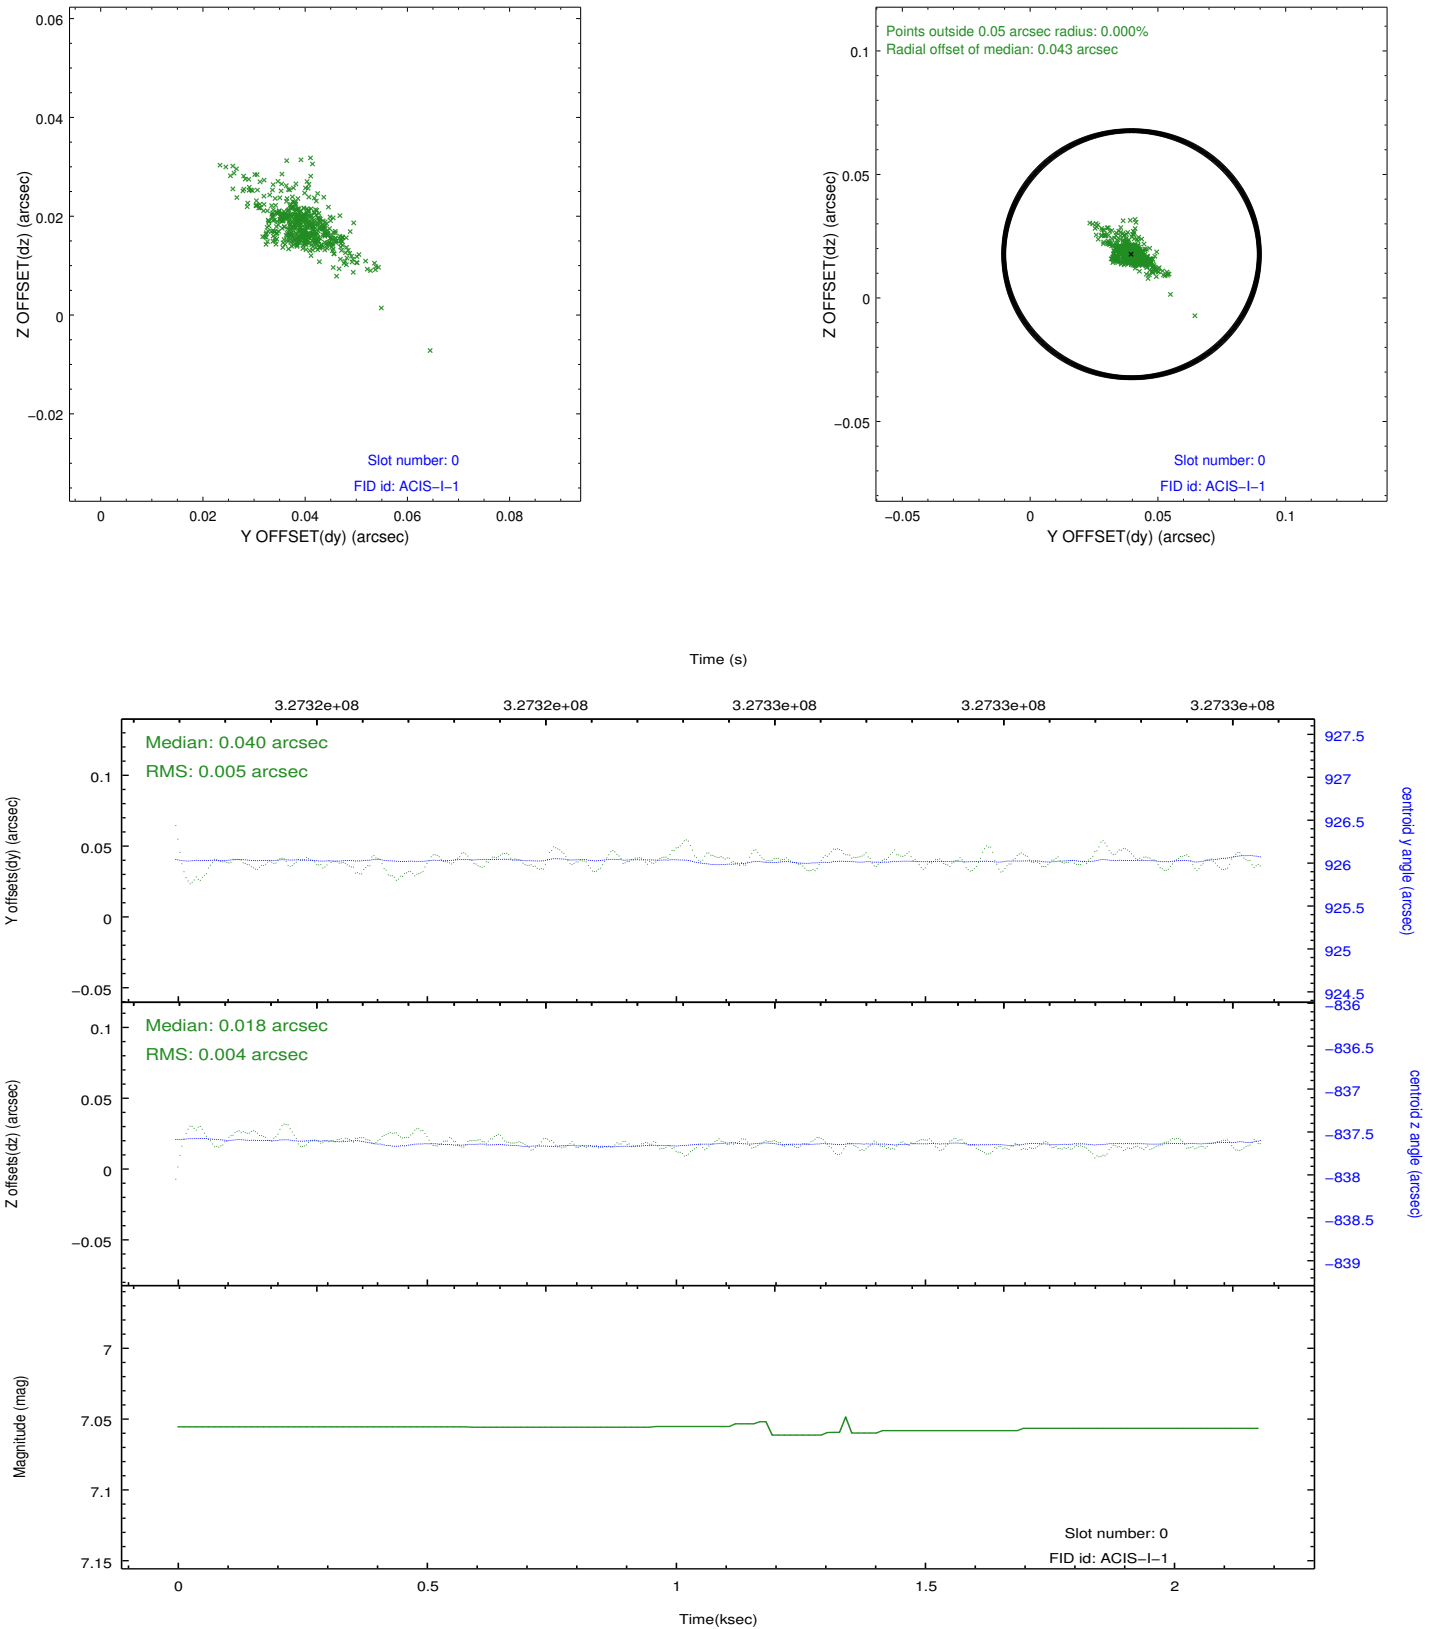 0.06
0.04
0.02
0
−0.02
Z OFFSET(dz) (arcsec)
Slot number: 0
FID id: ACIS−I−1
0 0.02 0.04 0.06 0.08
Y OFFSET(dy) (arcsec)
Points outside 0.05 arcsec radius: 0.000%
Radial offset of median: 0.043 arcsec
0.1
0.05
0
−0.05
Z OFFSET(dz) (arcsec)
Slot number: 0
FID id: ACIS−I−1
−0.05 0 0.05 0.1
Y OFFSET(dy) (arcsec)
Time (s)
3.2732e+08 3.2732e+08 3.2733e+08 3.2733e+08 3.2733e+08
Median: 0.040 arcsec
RMS: 0.005 arcsec
0.1
0.05
0
−0.05
Y offsets(dy) (arcsec)
927.5
927
926.5
926
925.5
925
924.5
centroid y angle (arcsec)
Median: 0.018 arcsec
RMS: 0.004 arcsec
0.1
0.05
0
−0.05
Z offsets(dz) (arcsec)
−836
−836.5
−837
−837.5
−838
−838.5
−839
centroid z angle (arcsec)
7
7.05
7.1
7.15
Magnitude (mag)
Slot number: 0
FID id: ACIS−I−1
0 0.5 1 1.5 2
Time(ksec)